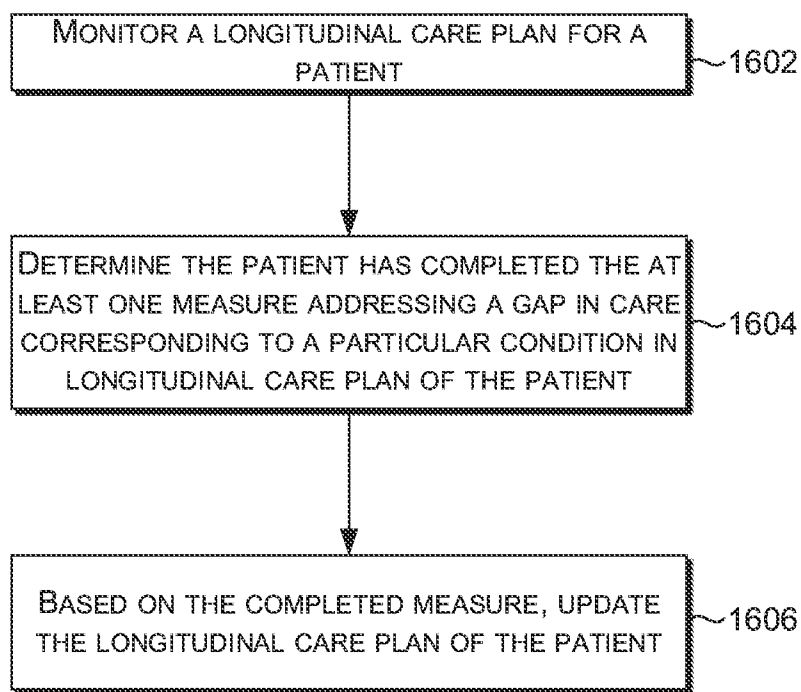 MONITOR A LONGITUDINAL CARE PLAN FOR A
PATIENT
1602
DETERMINE THE PATIENT HAS COMPLETED THE AT
LEAST ONE MEASURE ADDRESSING A GAP IN CARE
CORRESPONDING TO A PARTICULAR CONDITION IN
LONGITUDINAL CARE PLAN OF THE PATIENT
1604
BASED ON THE COMPLETED MEASURE, UPDATE
THE LONGITUDINAL CARE PLAN OF THE PATIENT
1606